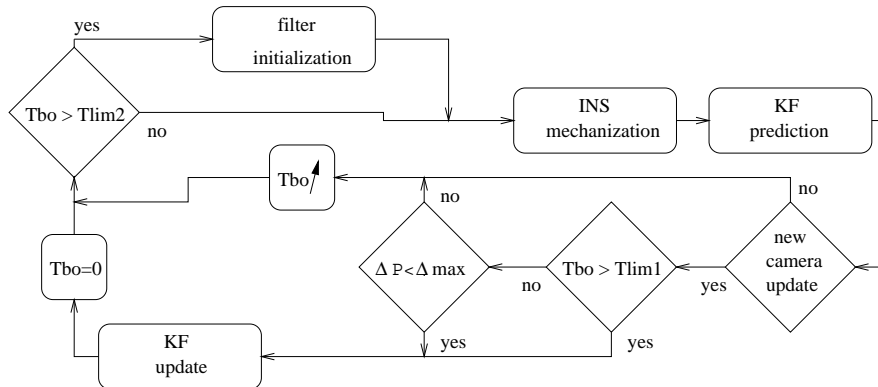 yes
filter
initialization
Tbo > Tlim2
no
INS
mechanization
KF
prediction
Tbo
no
no
Tbo=0
Δ P<Δ max
Tbo > Tlim1
new
camera
update
no
yes
KF
update
yes
yes